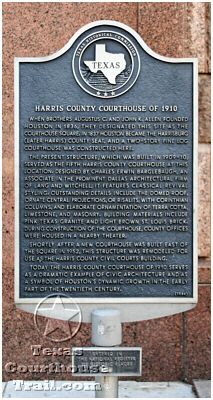 TEXAS HISTORICAL COMMISSION
TEXAS
HARRIS COUNTY COURTHOUSE OF 1910
WHEN BROTHERS AUGUSTUS C. AND JOHN K. ALLEN FOUNDED
HOUSTON IN 1836, THEY DESIGNATED THIS SITE AS THE
COURTHOUSE SQUARE. IN 1837 HOUSTON BECAME THE HARRISBURG
(LATER HARRIS) COUNTY SEAT, AND A TWO-STORY PINE LOG
COURTHOUSE WAS CONSTRUCTED HERE.
THE PRESENT STRUCTURE, WHICH WAS BUILT IN 1909-10,
SERVED AS THE FIFTH HARRIS COUNTY COURTHOUSE AT THIS
LOCATION. DESIGNED BY CHARLES ERWIN BARGLEBAUGH, AN
ASSOCIATE IN THE PROMINENT DALLAS ARCHITECTURAL FIRM
OF LANG AND WITCHELL, IT FEATURES CLASSICAL REVIVAL
STYLING. OUTSTANDING DETAILS INCLUDE THE DOMED ROOF,
ORNATE CENTRAL PROJECTIONS, OR RISALITS, WITH CORINTHIAN
COLUMNS, AND ELABORATE ORNAMENTATION OF TERRA COTTA,
LIMESTONE, AND MASONRY. BUILDING MATERIALS INCLUDE
PINK TEXAS GRANITE AND LIGHT BROWN ST. LOUIS BRICK.
DURING CONSTRUCTION OF THE COURTHOUSE, COUNTY OFFICES
WERE HOUSED IN A NEARBY THEATER.
SHORTLY AFTER A NEW COURTHOUSE WAS BUILT EAST OF
THE SQUARE IN 1952, THIS STRUCTURE WAS REMODELED FOR
USE AS THE HARRIS COUNTY CIVIL COURTS BUILDING.
TODAY THE HARRIS COUNTY COURTHOUSE OF 1910 SERVES
AS A DRAMATIC EXAMPLE OF CIVIC ARCHITECTURE AND AS
A SYMBOL OF HOUSTON'S DYNAMIC GROWTH IN THE EARLY
PART OF THE TWENTIETH CENTURY.
Texas
Courthouse
Trail.com
ENTERED IN
THE NATIONAL REGISTER
OF HISTORIC PLACES